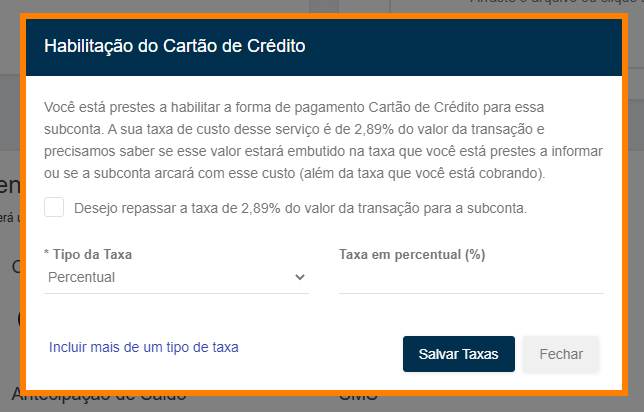 Arraste o arquivo ou clique
Habilitação do Cartão de Crédito
Você está prestes a habilitar a forma de pagamento Cartão de Crédito para essa
subconta. A sua taxa de custo desse serviço é de 2,89% do valor da transação e
precisamos saber se esse valor estará embutido na taxa que você está prestes a informar
ou se a subconta arcará com esse custo (além da taxa que você está cobrando).
Desejo repassar a taxa de 2,89% do valor da transação para a subconta.
* Tipo da Taxa
Taxa em percentual (%)
Percentual
Incluir mais de um tipo de taxa
Salvar Taxas
Fechar
Antecipação de Saldo
SMS